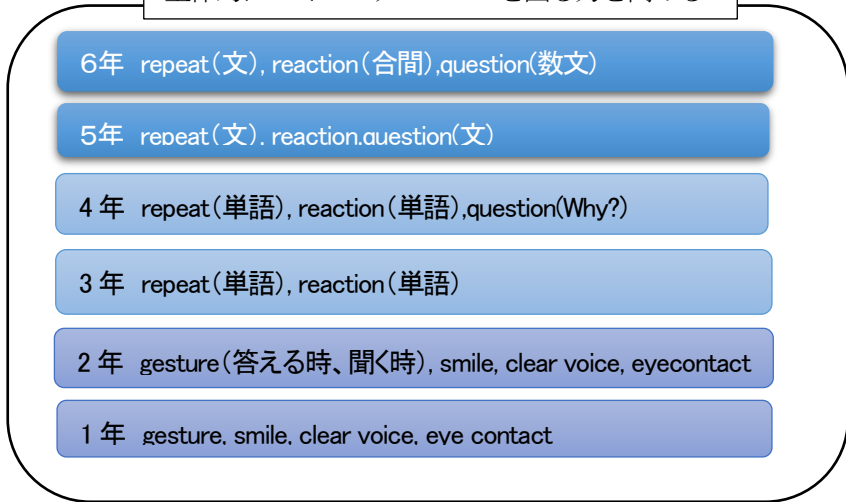 6年 repeat(文), reaction(合間),question(数文)
5年 repeat(文), reaction,question(文)
4年 repeat(単語), reaction(単語),question(Why?)
3年 repeat(単語), reaction(単語)
2年 gesture(答える時、聞く時), smile, clear voice, eyecontact
1年 gesture, smile, clear voice, eye contact